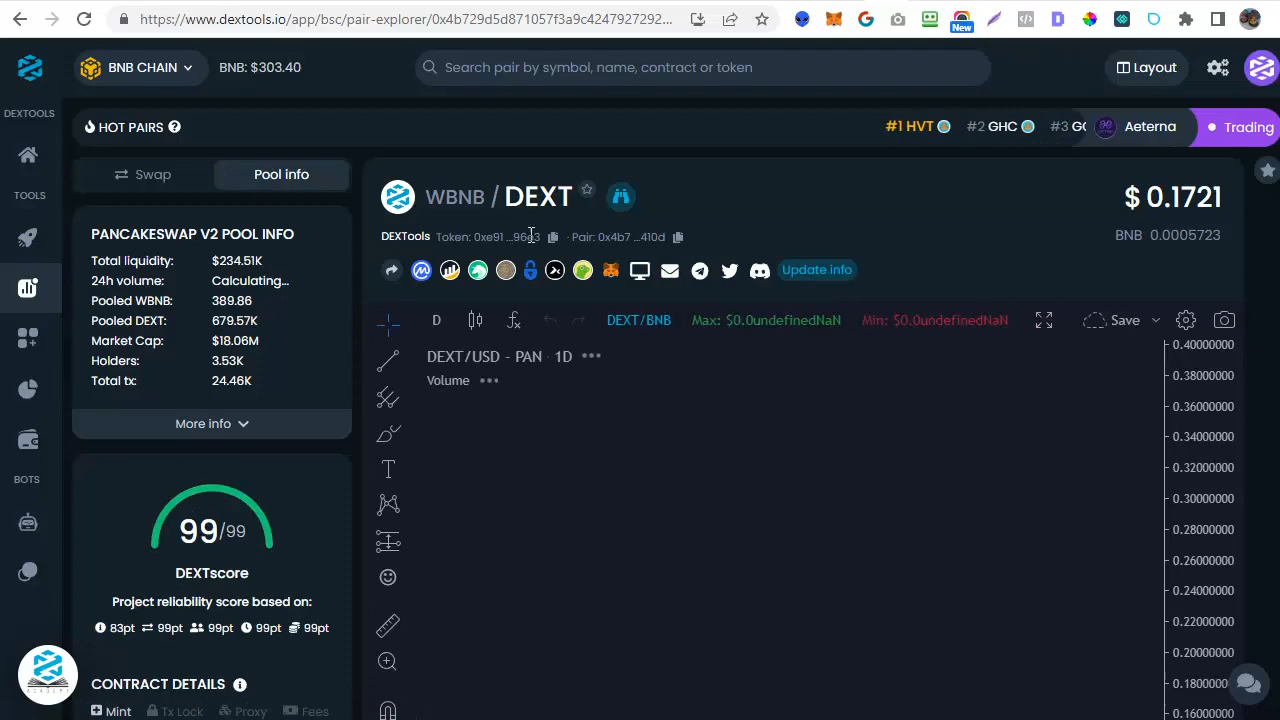 https://www.dextools.io/app/bsc/pair-explorer/0x4b729d5d871057f3a9c4247927292...
New
BNB CHAIN
BNB: $303.40
Search pair by symbol, name, contract or token
Layout
DEXTOOLS
HOT PAIRS
#1 HVT
#2 GHC
#3 GC
Aeterna
Trading
Swap
Pool info
TOOLS
WBNB / DEXT
$ 0.1721
PANCAKESWAP V2 POOL INFO
DEXTools
Pair: 0x4b7 ...410d
BNB 0.0005723
Total liquidity: $234.51K
24h volume: Calculating...
Pooled WBNB: 389.86
Pooled DEXT: 679.57K
Market Cap: $18.06M
Holders: 3.53K
Total tx: 24.46K
More info
Update info
D
DEXT/BNB
Max: $0.0undefinedNaN
Min: $0.0undefinedNaN
Save
DEXT/USD - PAN · 1D
Volume
0.40000000
0.38000000
0.36000000
0.34000000
0.32000000
0.30000000
0.28000000
0.26000000
0.24000000
0.22000000
0.20000000
0.18000000
0.16000000
BOTS
99/99
DEXTscore
Project reliability score based on:
83pt 99pt 99pt 99pt 99pt
ACADEMY
CONTRACT DETAILS
Mint Tx Lock Proxy Fees